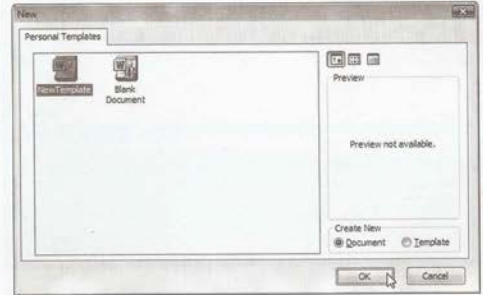 New
Personal Templates
NewTemplate
Blank
Document
Preview
Preview not available.
Create New
Document
Template
OK
Cancel